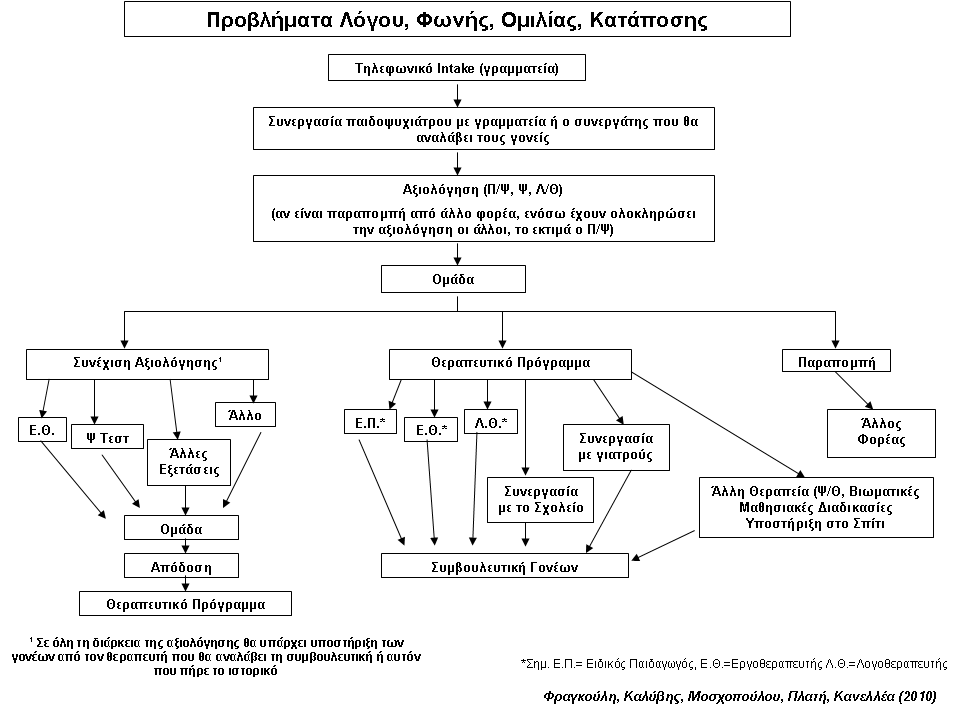 Προβλήματα Λόγου, Φωνής, Ομιλίας, Κατάποσης
Τηλεφωνικό Intake (γραμματεία)
Συνεργασία παιδοψυχιάτρου με γραμματεία ή ο συνεργάτης που θα
αναλάβει τους γονείς
Αξιολόγηση (Π/Ψ, Ψ, Λ/Θ)
(αν είναι παραπομπή από άλλο φορέα, ενόσω έχουν ολοκληρώσει
την αξιολόγηση οι άλλοι, το εκτιμά ο Π/Ψ)
Ομάδα
Συνέχιση Αξιολόγησης¹
Ε.Θ.
Ψ Τεστ
Άλλες
Εξετάσεις
Άλλο
Ομάδα
Απόδοση
Θεραπευτικό Πρόγραμμα
Θεραπευτικό Πρόγραμμα
Ε.Π.*
Ε.Θ.*
Λ.Θ.*
Συνεργασία
με το Σχολείο
Συνεργασία
με γιατρούς
Άλλη Θεραπεία (Ψ/Θ, Βιωματικές
Μαθησιακές Διαδικασίες
Υποστήριξη στο Σπίτι
Συμβουλευτική Γονέων
Παραπομπή
Άλλος
Φορέας
¹ Σε όλη τη διάρκεια της αξιολόγησης θα υπάρχει υποστήριξη των
γονέων από τον θεραπευτή που θα αναλάβει τη συμβουλευτική ή αυτόν
που πήρε το ιστορικό
*Σημ. Ε.Π.= Ειδικός Παιδαγωγός, Ε.Θ.=Εργοθεραπευτής Λ.Θ.=Λογοθεραπευτής
Φραγκούλη, Καλύβης, Μοσχοπούλου, Πλατή, Κανελλέα (2010)